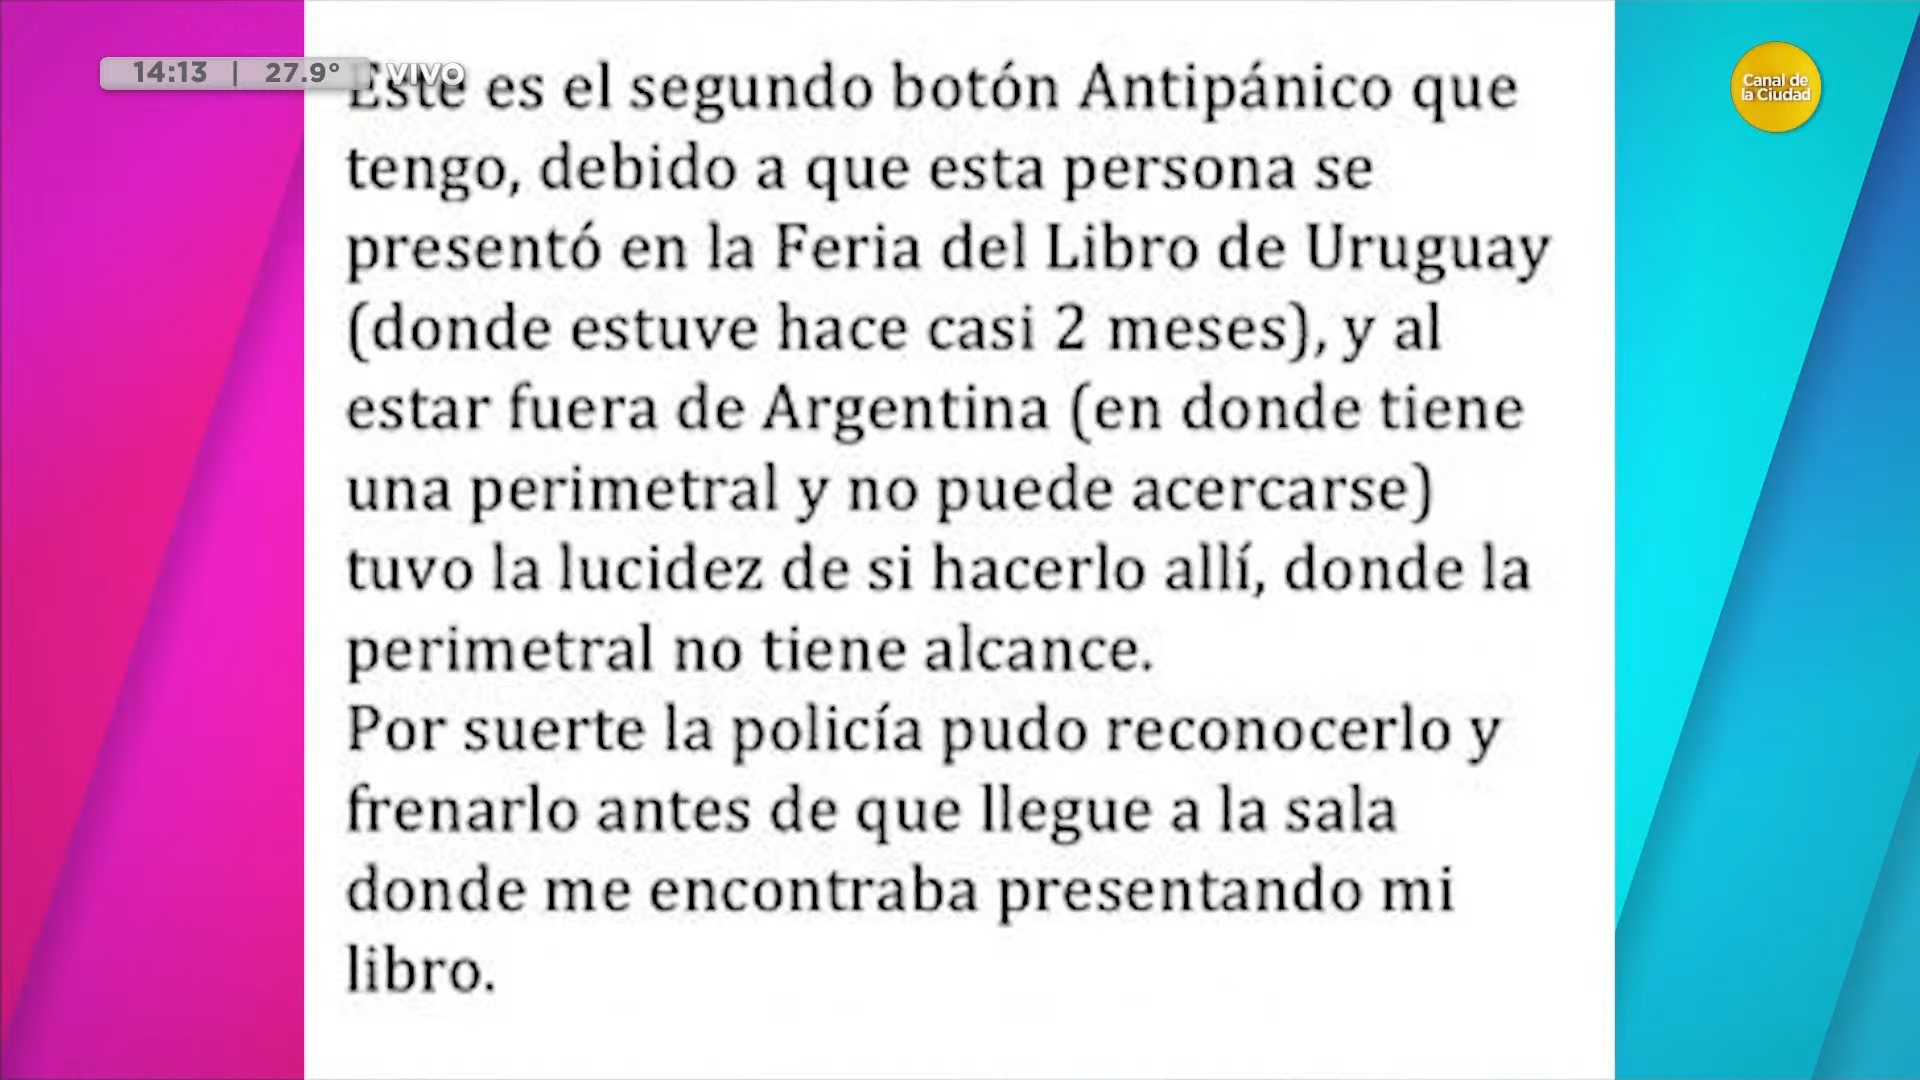 14:13 | 27.9° VIVO
Canal de
la Ciudad
Este es el segundo botón Antipánico que
tengo, debido a que esta persona se
presentó en la Feria del Libro de Uruguay
(donde estuve hace casi 2 meses), y al
estar fuera de Argentina (en donde tiene
una perimetral y no puede acercarse)
tuvo la lucidez de si hacerlo allí, donde la
perimetral no tiene alcance.
Por suerte la policía pudo reconocerlo y
frenarlo antes de que llegue a la sala
donde me encontraba presentando mi
libro.